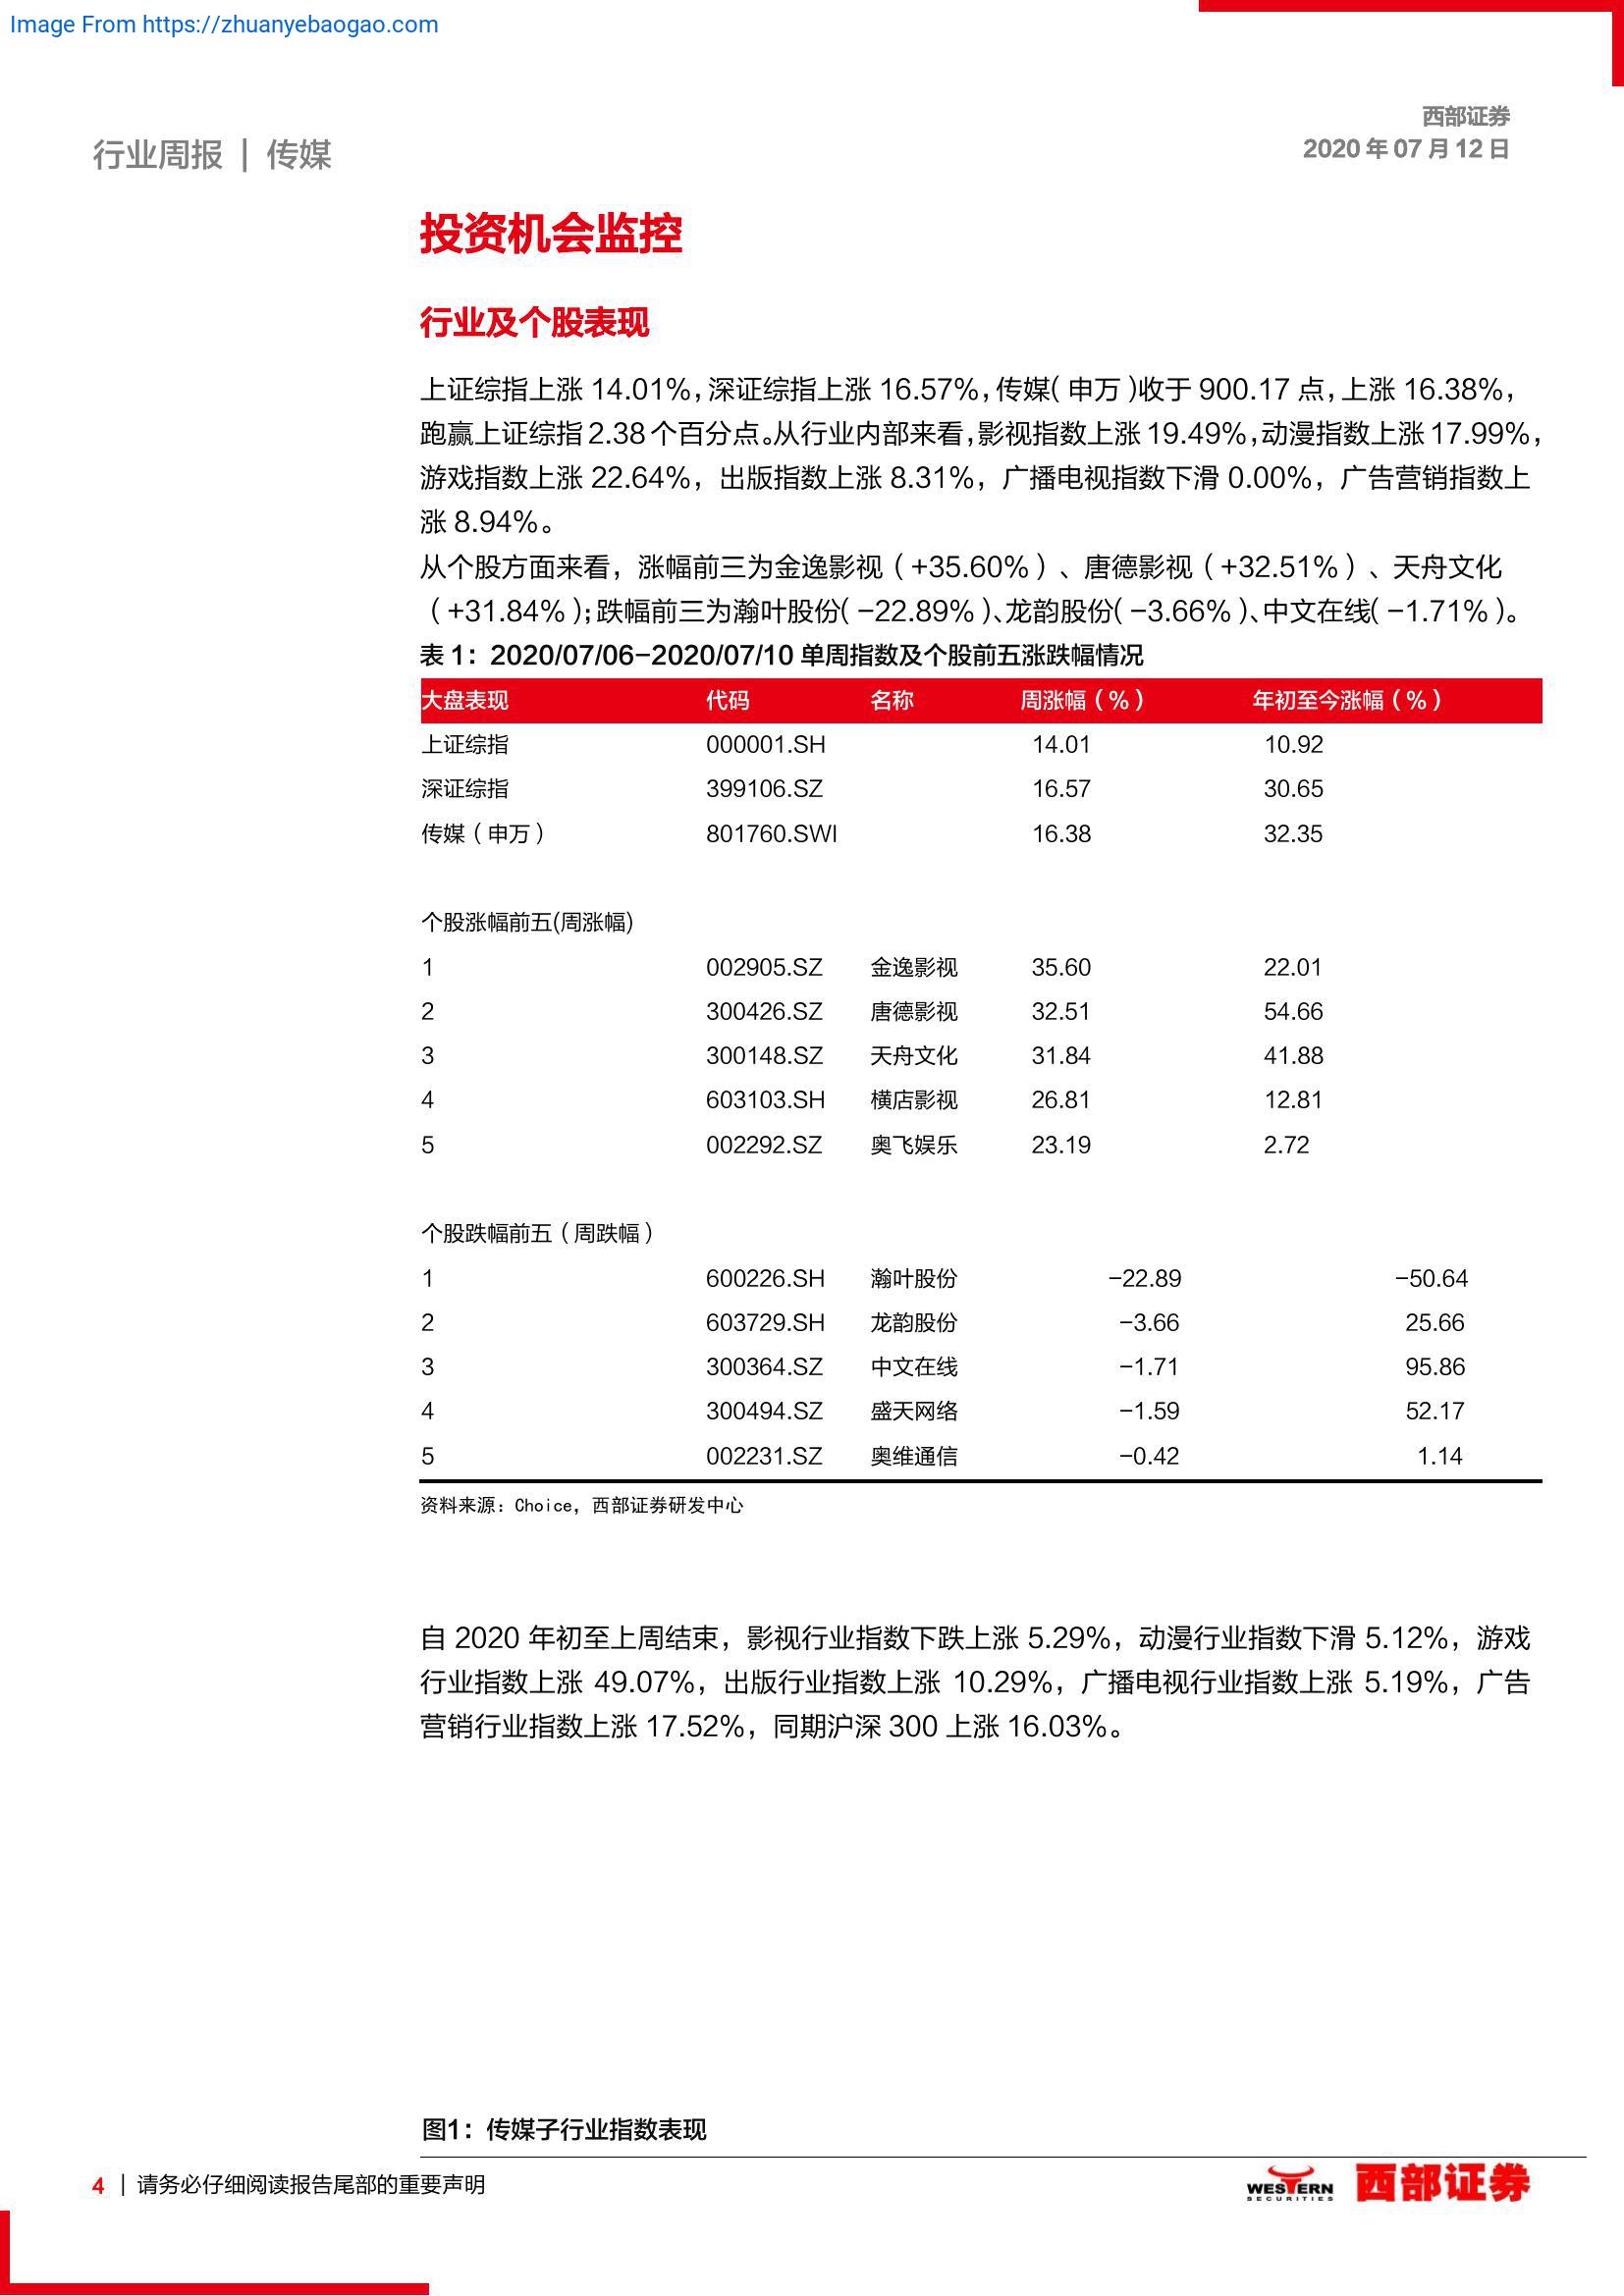 Image From https://zhuanyebaogao.com
西部证券
行业周报 | 传媒
2020 年 07 月 12 日
投资机会监控
行业及个股表现
上证综指上涨 14.01%，深证综指上涨 16.57%，传媒（申万）收于 900.17 点，上涨 16.38%，
跑赢上证综指 2.38 个百分点。从行业内部来看，影视指数上涨 19.49%，动漫指数上涨 17.99%，
游戏指数上涨 22.64%，出版指数上涨 8.31%，广播电视指数下滑 0.00%，广告营销指数上
涨 8.94%。
从个股方面来看，涨幅前三为金逸影视（+35.60%）、唐德影视（+32.51%）、天舟文化
（+31.84%）；跌幅前三为瀚叶股份（-22.89%）、龙韵股份（-3.66%）、中文在线（-1.71%）。
表 1：2020/07/06-2020/07/10 单周指数及个股前五涨跌幅情况
大盘表现 代码 名称 周涨幅（%） 年初至今涨幅（%）
上证综指 000001.SH 14.01 10.92
深证综指 399106.SZ 16.57 30.65
传媒（申万） 801760.SWI 16.38 32.35
个股涨幅前五(周涨幅)
1 002905.SZ 金逸影视 35.60 22.01
2 300426.SZ 唐德影视 32.51 54.66
3 300148.SZ 天舟文化 31.84 41.88
4 603103.SH 横店影视 26.81 12.81
5 002292.SZ 奥飞娱乐 23.19 2.72
个股跌幅前五（周跌幅）
1 600226.SH 瀚叶股份 -22.89 -50.64
2 603729.SH 龙韵股份 -3.66 25.66
3 300364.SZ 中文在线 -1.71 95.86
4 300494.SZ 盛天网络 -1.59 52.17
5 002231.SZ 奥维通信 -0.42 1.14
资料来源：Choice，西部证券研发中心
自 2020 年初至上周结束，影视行业指数下跌上涨 5.29%，动漫行业指数下滑 5.12%，游戏
行业指数上涨 49.07%，出版行业指数上涨 10.29%，广播电视行业指数上涨 5.19%，广告
营销行业指数上涨 17.52%，同期沪深 300 上涨 16.03%。
图1：传媒子行业指数表现
4 | 请务必仔细阅读报告尾部的重要声明
WESTERN
SECURITIES
西部证券